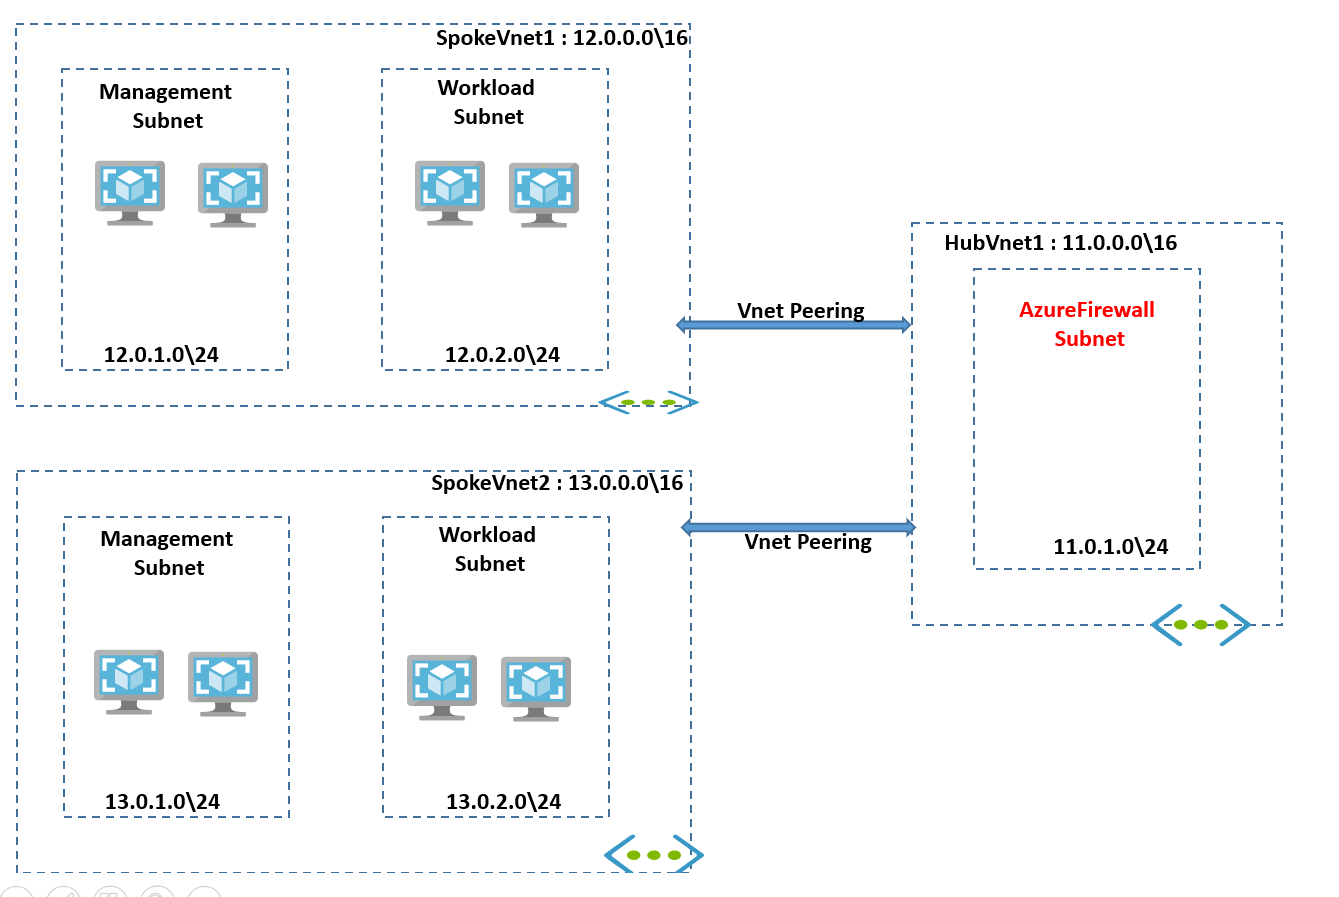 SpokeVnet1 : 12.0.0.0\16
Management
Subnet
Workload
Subnet
12.0.1.0\24
12.0.2.0\24
Vnet Peering
HubVnet1 : 11.0.0.0\16
AzureFirewall
Subnet
11.0.1.0\24
SpokeVnet2 : 13.0.0.0\16
Management
Subnet
Workload
Subnet
13.0.1.0\24
13.0.2.0\24
Vnet Peering